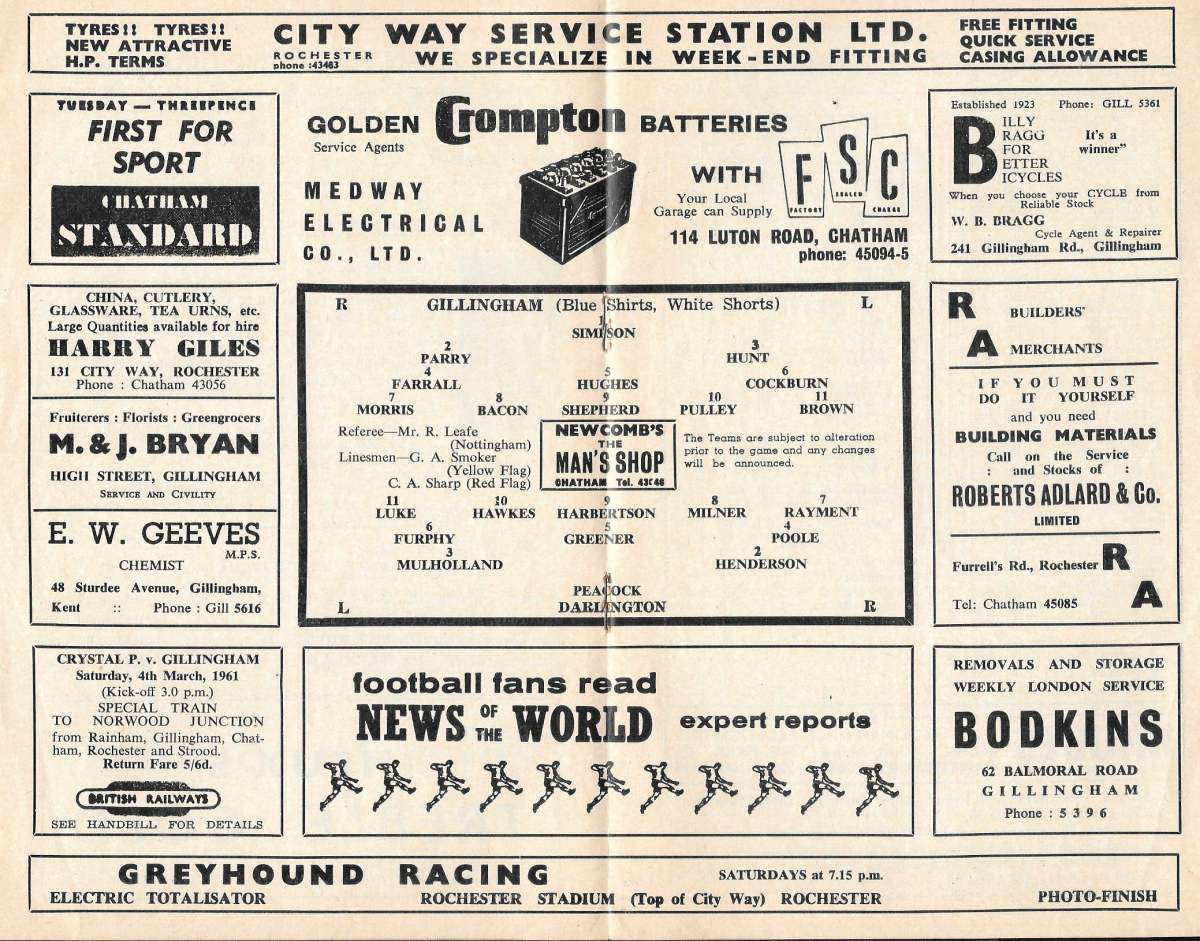 TYRES!! TYRES!!
NEW ATTRACTIVE
H.P. TERMS
CITY WAY SERVICE STATION LTD.
ROCHESTER
phone :43463
WE SPECIALIZE IN WEEK-END FITTING
FREE FITTING
QUICK SERVICE
CASING ALLOWANCE
TUESDAY — THREEPENCE
FIRST FOR
SPORT
CHATHAM
STANDARD
GOLDEN Crompton BATTERIES
Service Agents
MEDWAY
ELECTRICAL
CO., LTD.
WITH
FSC
FACTORY SEALED CHARGE
Your Local
Garage can Supply
114 LUTON ROAD, CHATHAM
phone: 45094-5
Established 1923 Phone: GILL 5361
BILLY
BRAGG
FOR
BETTER
BICYCLES
It's a
winner”
When you choose your CYCLE from
Reliable Stock
W. B. BRAGG
Cycle Agent & Repairer
241 Gillingham Rd., Gillingham
CHINA, CUTLERY,
GLASSWARE, TEA URNS, etc.
Large Quantities available for hire
HARRY GILES
131 CITY WAY, ROCHESTER
Phone : Chatham 43056
Fruiterers : Florists : Greengrocers
M. & J. BRYAN
HIGH STREET, GILLINGHAM
SERVICE AND CIVILITY
E. W. GEEVES
M.P.S.
CHEMIST
48 Sturdee Avenue, Gillingham,
Kent :: Phone : Gill 5616
R GILLINGHAM (Blue Shirts, White Shorts) L
1
SIMPSON
2 3
PARRY HUNT
4 5 6
FARRALL HUGHES COCKBURN
7 8 9 10 11
MORRIS BACON SHEPHERD PULLEY BROWN
Referee—Mr. R. Leafe
(Nottingham)
Linesmen—G. A. Smoker
(Yellow Flag)
C. A. Sharp (Red Flag)
NEWCOMB'S
THE
MAN'S SHOP
CHATHAM Tel.
The Teams are subject to alteration
prior to the game and any changes
will be announced.
11 10 9 8 7
LUKE HAWKES HARBERTSON MILNER RAYMENT
6 5 4
FURPHY GREENER POOLE
3 2
MULHOLLAND HENDERSON
PEACOCK
L DARLINGTON R
R BUILDERS'
A MERCHANTS
IF YOU MUST
DO IT YOURSELF
and you need
BUILDING MATERIALS
Call on the Service
: and Stocks of :
ROBERTS ADLARD & Co.
LIMITED
Furrell's Rd., Rochester R
Tel: Chatham 45085 A
CRYSTAL P. v. GILLINGHAM
Saturday, 4th March, 1961
(Kick-off 3.0 p.m.)
SPECIAL TRAIN
TO NORWOOD JUNCTION
from Rainham, Gillingham, Chat-
ham, Rochester and Strood.
Return Fare 5/6d.
BRITISH RAILWAYS
SEE HANDBILL FOR DETAILS
football fans read
NEWS OF THE WORLD expert reports
REMOVALS AND STORAGE
WEEKLY LONDON SERVICE
BODKINS
62 BALMORAL ROAD
GILLINGHAM
Phone : 5396
GREYHOUND RACING SATURDAYS at 7.15 p.m.
ELECTRIC TOTALISATOR ROCHESTER STADIUM (Top of City Way) ROCHESTER PHOTO-FINISH